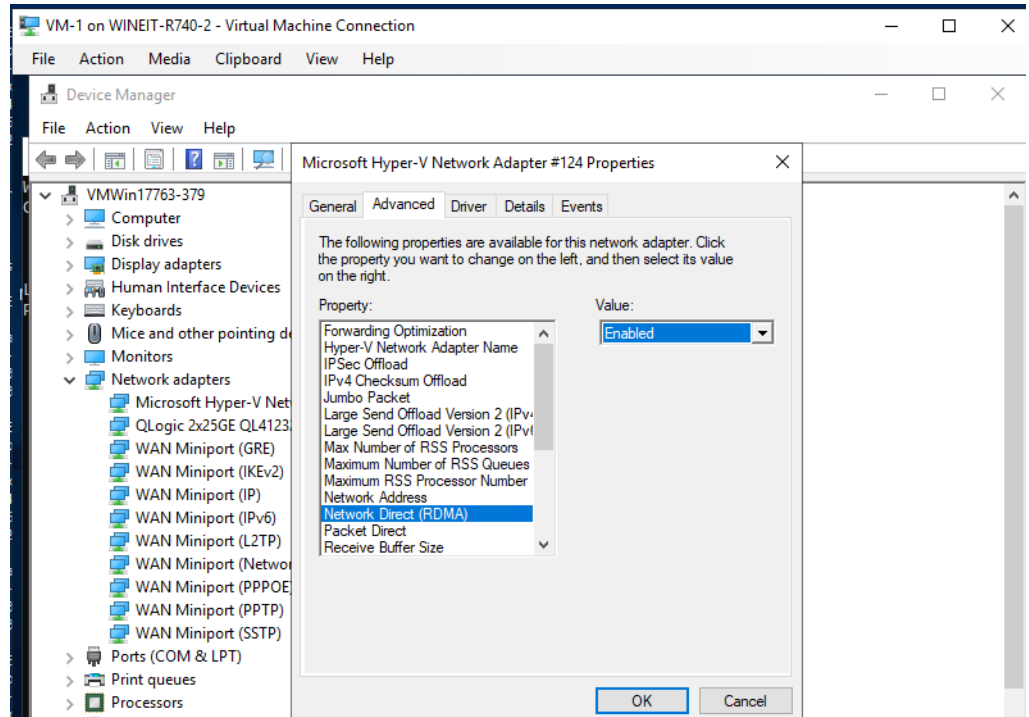 VM-1 on WINEIT-R740-2 - Virtual Machine Connection
File Action Media Clipboard View Help
Device Manager
File Action View Help
VMWin17763-379
Computer
Disk drives
Display adapters
Human Interface Devices
Keyboards
Mice and other pointing de
Monitors
Network adapters
Microsoft Hyper-V Net
QLogic 2x25GE QL4123
WAN Miniport (GRE)
WAN Miniport (IKEv2)
WAN Miniport (IP)
WAN Miniport (IPv6)
WAN Miniport (L2TP)
WAN Miniport (Networ
WAN Miniport (PPPOE)
WAN Miniport (PPTP)
WAN Miniport (SSTP)
Ports (COM & LPT)
Print queues
Processors
Microsoft Hyper-V Network Adapter #124 Properties
General Advanced Driver Details Events
The following properties are available for this network adapter. Click
the property you want to change on the left, and then select its value
on the right.
Property:
Value:
Forwarding Optimization
Hyper-V Network Adapter Name
IPSec Offload
IPv4 Checksum Offload
Jumbo Packet
Large Send Offload Version 2 (IPv4
Large Send Offload Version 2 (IPv6
Max Number of RSS Processors
Maximum Number of RSS Queues
Maximum RSS Processor Number
Network Address
Network Direct (RDMA)
Packet Direct
Receive Buffer Size
Enabled
OK Cancel